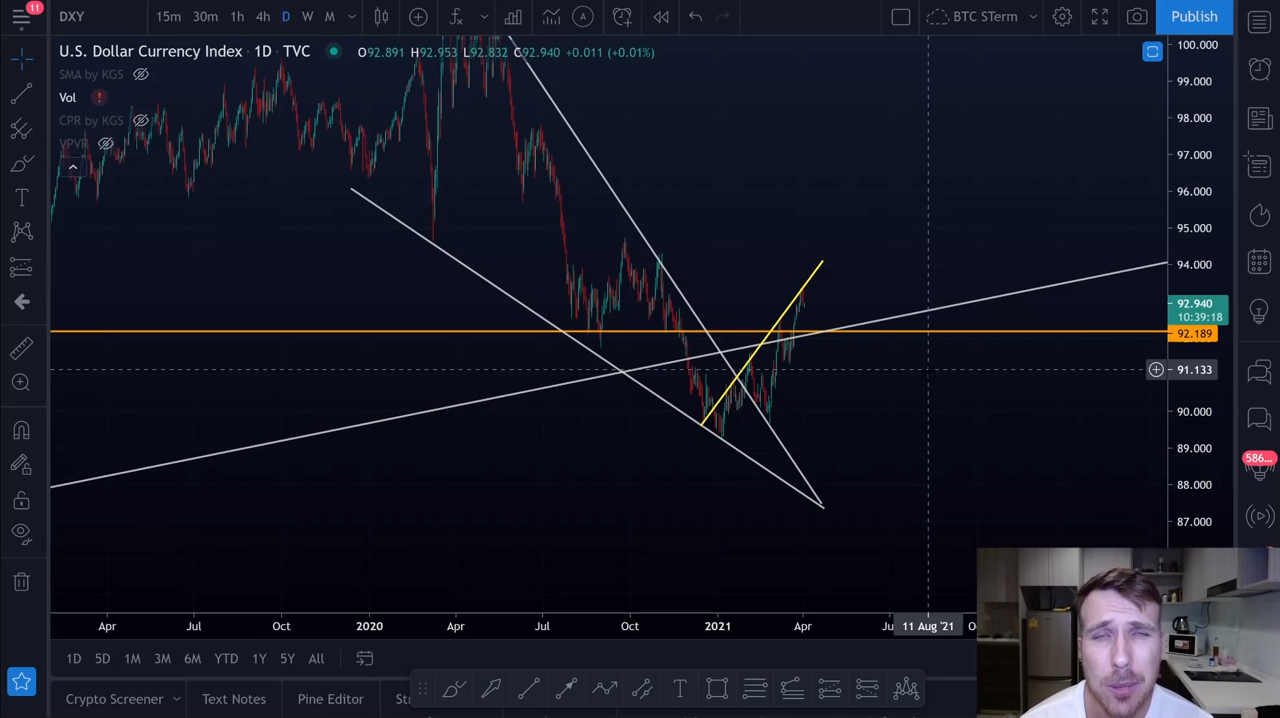 11
DXY
15m 30m 1h 4h D W M
BTC STerm
Publish
U.S. Dollar Currency Index · 1D · TVC
O92.891 H92.953 L92.832 C92.940 +0.011 (+0.01%)
SMA by KGS
Vol
CPR by KGS
VPVR
100.000
99.000
98.000
97.000
96.000
95.000
94.000
92.940
10:39:18
92.189
91.133
90.000
89.000
88.000
87.000
586...
Apr Jul Oct 2020 Apr Jul Oct 2021 Apr Ju 11 Aug '21
1D 5D 1M 3M 6M YTD 1Y 5Y All
Crypto Screener Text Notes Pine Editor